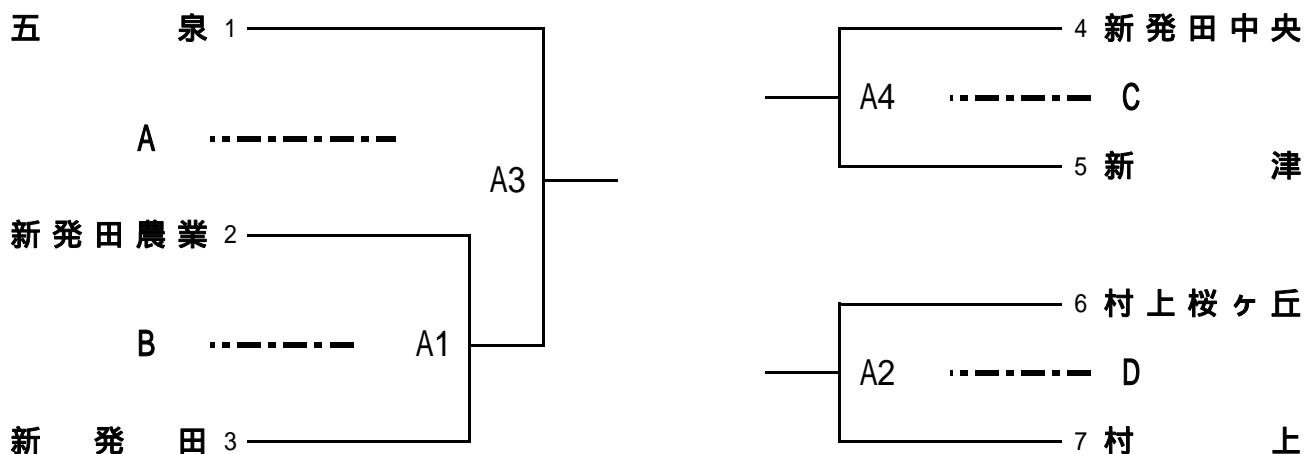 五泉 1
A
A3
新発田農業 2
B
A1
新発田 3
4 新発田中央
A4
C
5 新津
6 村上桜ヶ丘
A2
D
7 村上